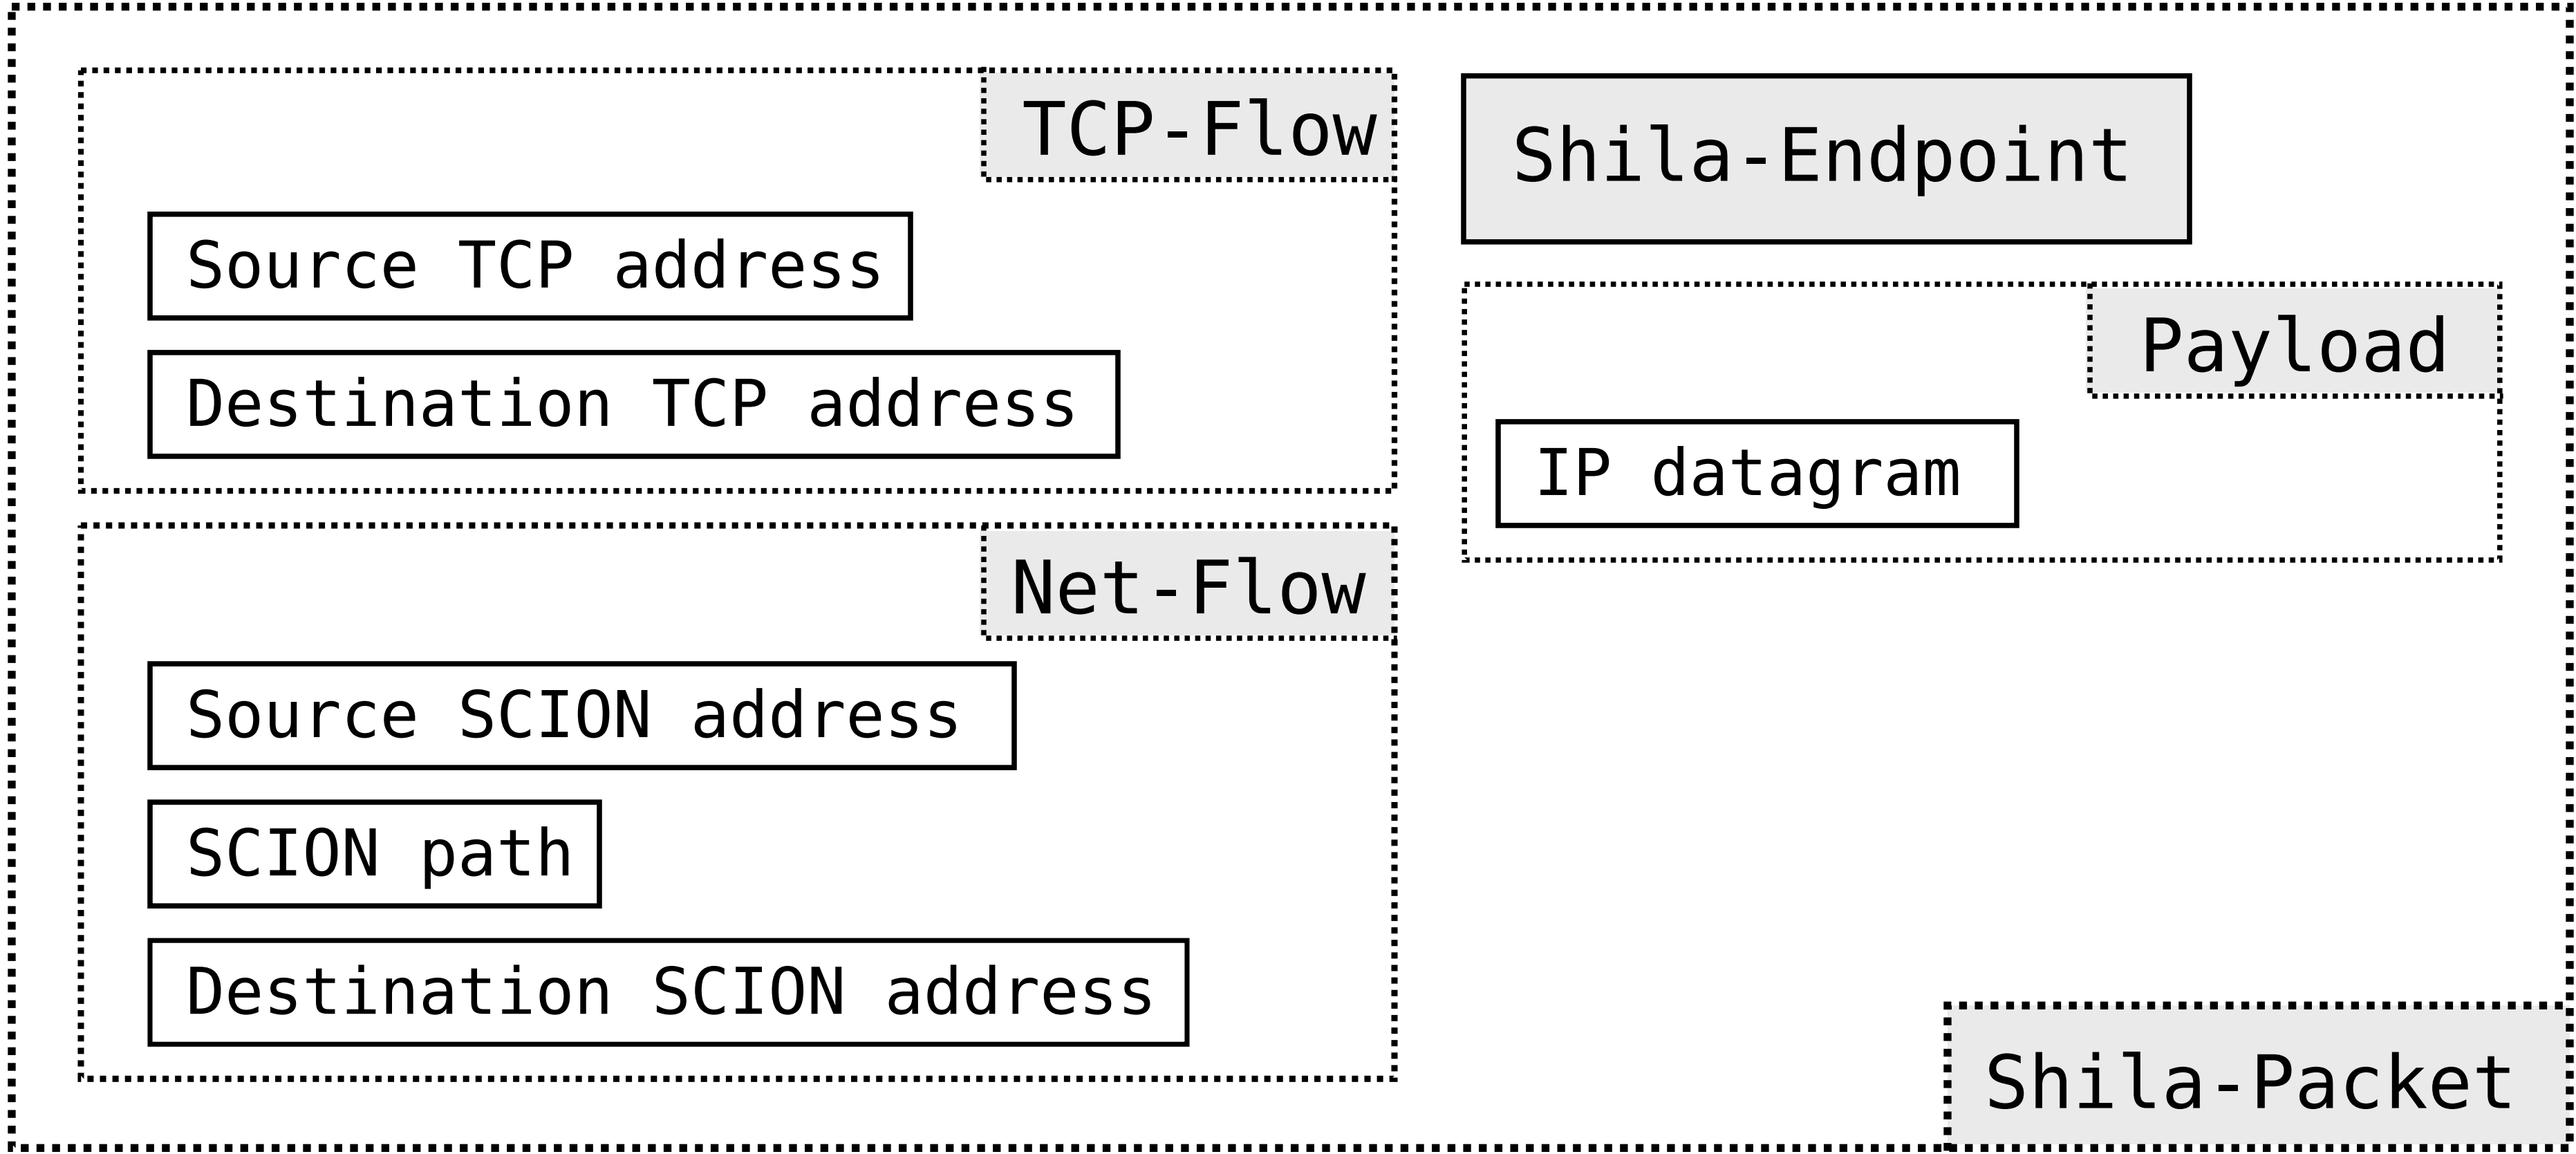 TCP-Flow
Source TCP address
Destination TCP address
Net-Flow
Source SCION address
SCION path
Destination SCION address
Shila-Endpoint
Payload
IP datagram
Shila-Packet